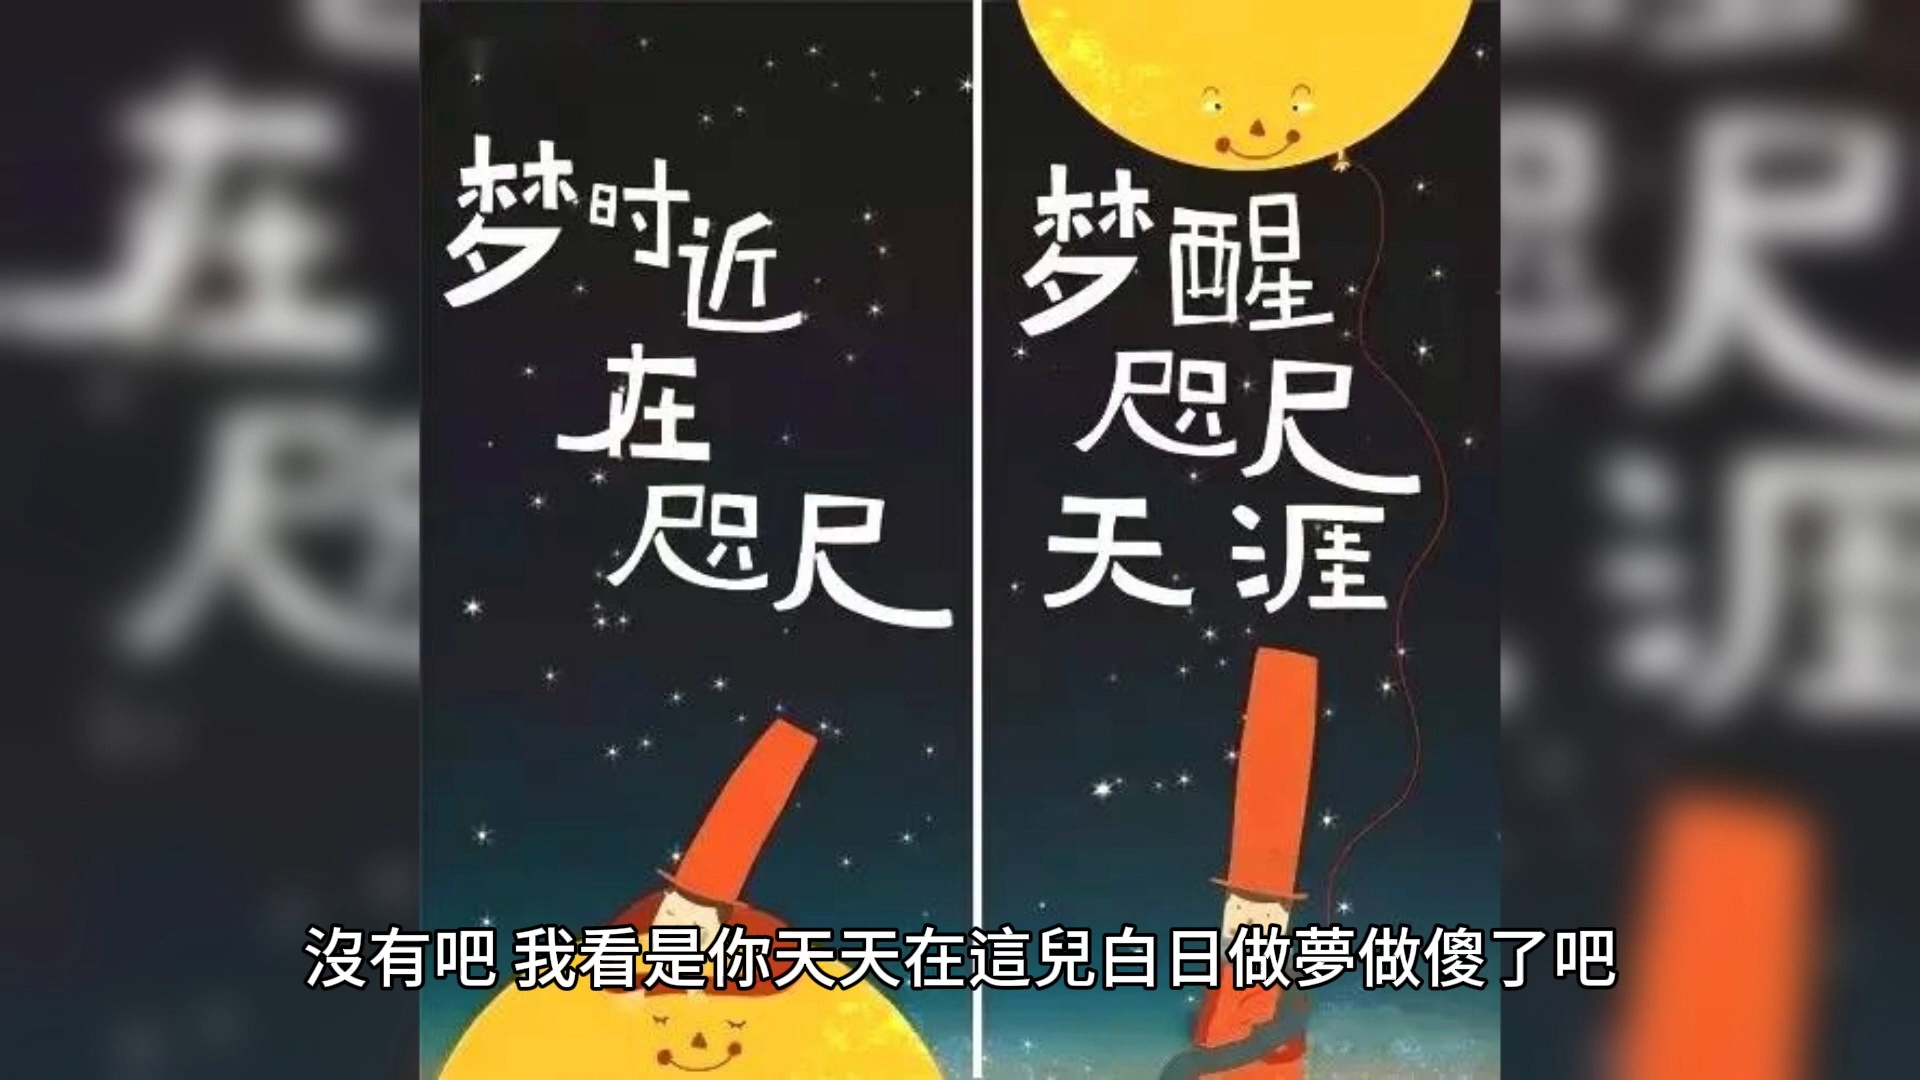 梦时近
在
咫尺
梦醒
咫尺
天涯
沒有吧 我看是你天天在這兒白日做夢做傻了吧